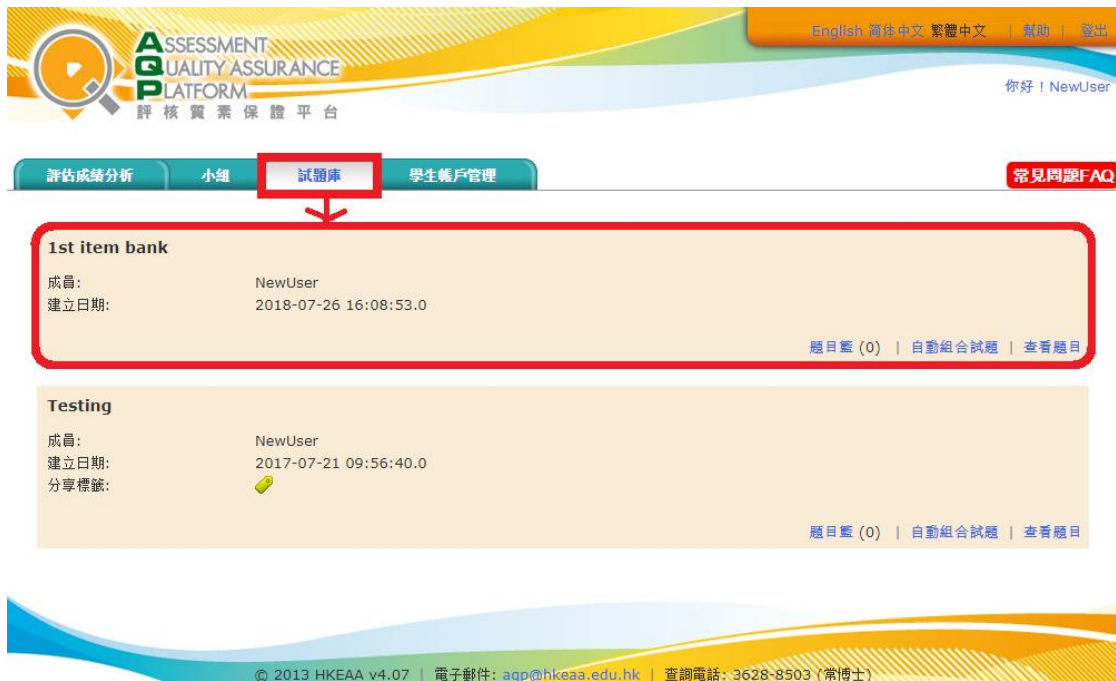 English 简体中文 繁體中文 | 幫助 | 登出
ASSESSMENT
QUALITY ASSURANCE
PLATFORM
評核質素保證平台
你好！NewUser
評估成績分析 小組 試題庫 學生帳戶管理 常見問題FAQ
1st item bank
成員: NewUser
建立日期: 2018-07-26 16:08:53.0
題目籃 (0) | 自動組合試題 | 查看題目
Testing
成員: NewUser
建立日期: 2017-07-21 09:56:40.0
分享標籤:
題目籃 (0) | 自動組合試題 | 查看題目
© 2013 HKEAA v4.07 | 電子郵件: aqp@hkeaa.edu.hk | 查詢電話: 3628-8503 (常博士)